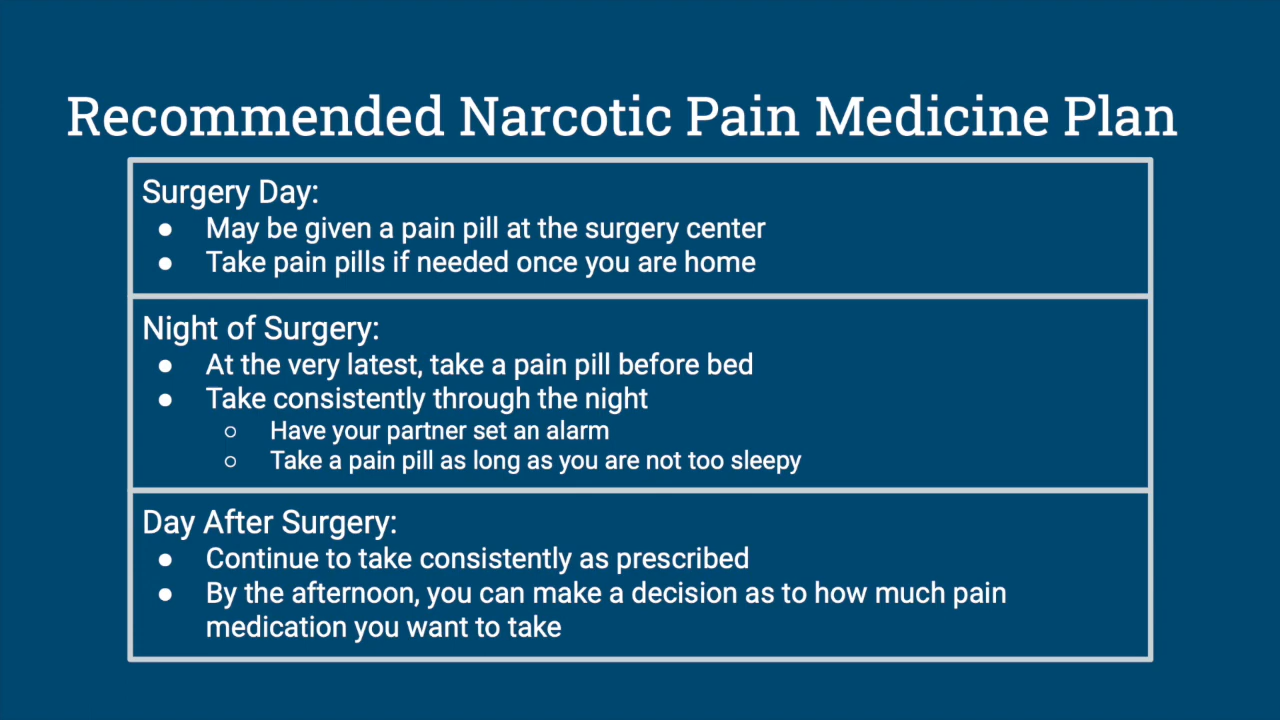 Recommended Narcotic Pain Medicine Plan
Surgery Day:
● May be given a pain pill at the surgery center
● Take pain pills if needed once you are home
Night of Surgery:
● At the very latest, take a pain pill before bed
● Take consistently through the night
○ Have your partner set an alarm
○ Take a pain pill as long as you are not too sleepy
Day After Surgery:
● Continue to take consistently as prescribed
● By the afternoon, you can make a decision as to how much pain
medication you want to take